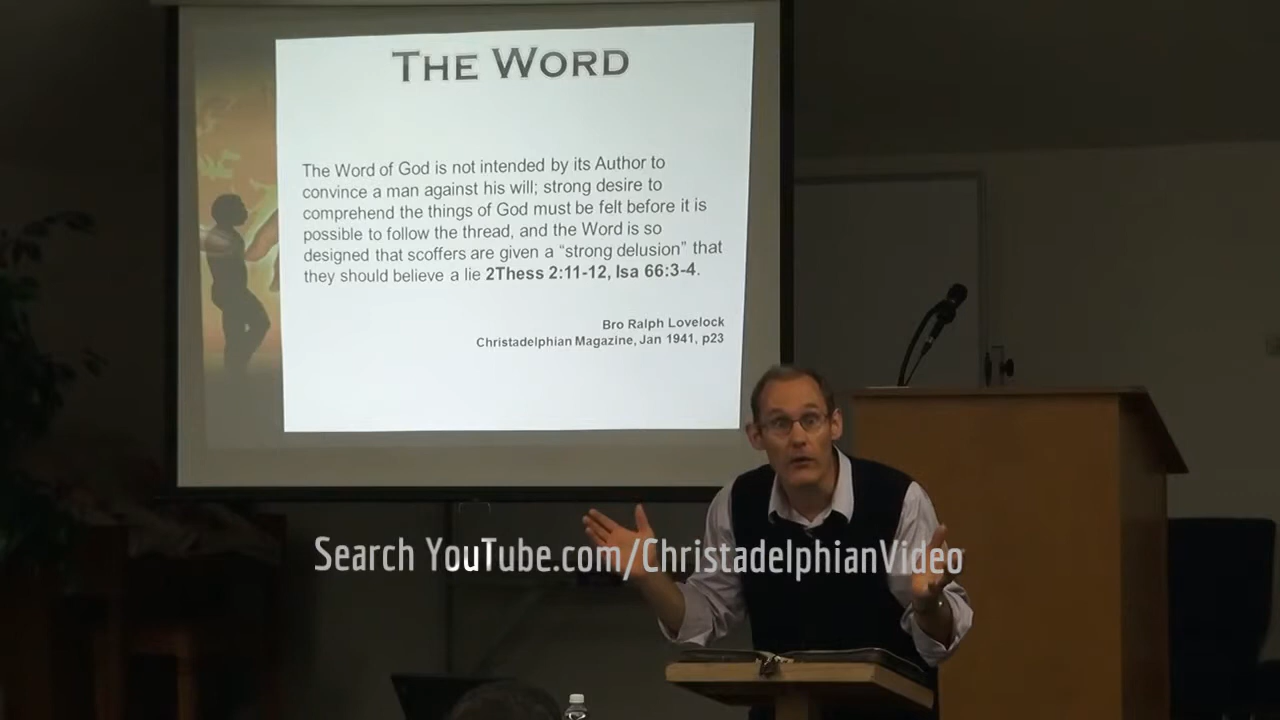 THE WORD
The Word of God is not intended by its Author to
convince a man against his will; strong desire to
comprehend the things of God must be felt before it is
possible to follow the thread, and the Word is so
designed that scoffers are given a “strong delusion” that
they should believe a lie 2Thess 2:11-12, Isa 66:3-4.
Bro Ralph Lovelock
Christadelphian Magazine, Jan 1941, p23
Search YouTube.com/ChristadelphianVideo